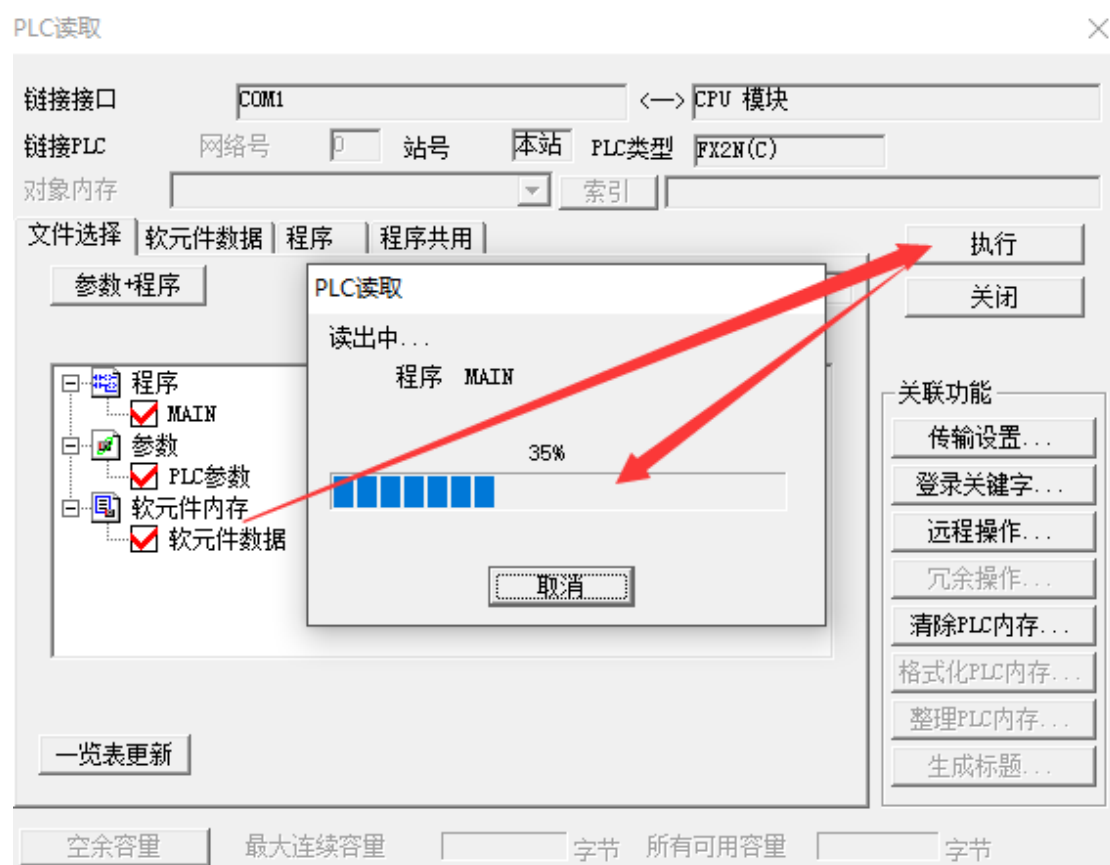 PLC读取
链接接口 COM1 <—> CPU 模块
链接PLC 网络号 0 站号 本站 PLC类型 FX2N(C)
对象内存 索引
文件选择 软元件数据 程序 程序共用
执行
参数+程序
关闭
PLC读取
读出中...
程序 MAIN
35%
取消
程序
MAIN
参数
PLC参数
软元件内存
软元件数据
关联功能
传输设置...
登录关键字...
远程操作...
冗余操作...
清除PLC内存...
格式化PLC内存...
整理PLC内存...
生成标题...
一览表更新
空余容量 最大连续容量 字节 所有可用容量 字节